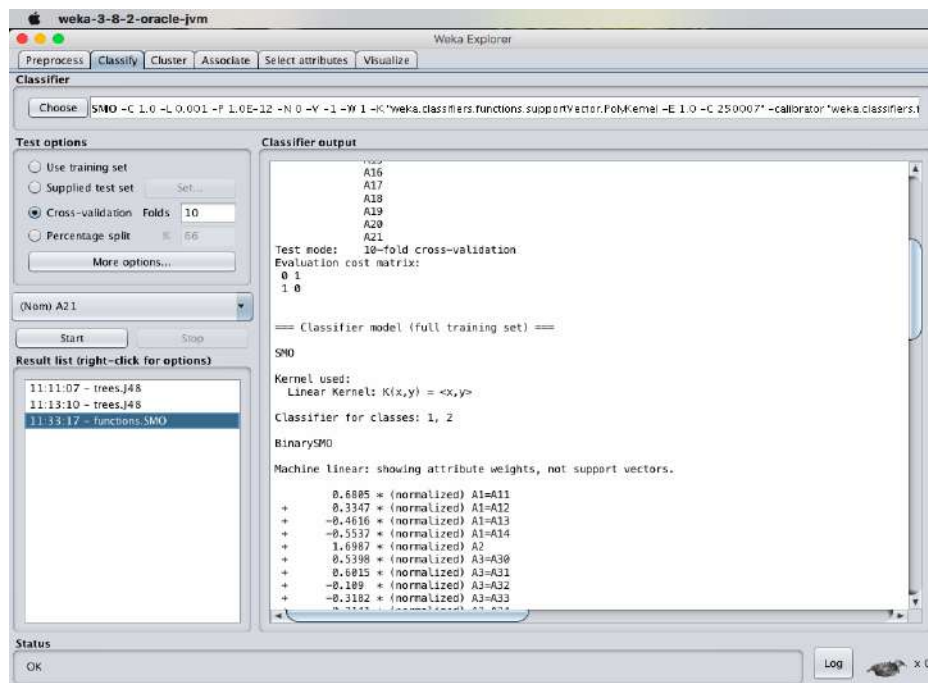 weka-3-8-2-oracle-jvm
Weka Explorer
Preprocess Classify Cluster Associate Select attributes Visualize
Classifier
Choose SMO -C 1.0 -L 0.001 -P 1.0E-12 -N 0 -V -1 -W 1 -K "weka.classifiers.functions.supportVector.PolyKernel -E 1.0 -C 250007" -calibrator "weka.classifiers.f
Test options
Use training set
Supplied test set Set...
Cross-validation Folds 10
Percentage split % 66
More options...
(Nom) A21
Start Stop
Result list (right-click for options)
11:11:07 - trees.J48
11:13:10 - trees.J48
11:33:17 - functions.SMO
Classifier output
A15
A16
A17
A18
A19
A20
A21
Test mode: 10-fold cross-validation
Evaluation cost matrix:
0 1
1 0
=== Classifier model (full training set) ===
SMO
Kernel used:
Linear Kernel: K(x,y) = <x,y>
Classifier for classes: 1, 2
BinarySMO
Machine linear: showing attribute weights, not support vectors.
0.6805 * (normalized) A1=A11
+ 0.3347 * (normalized) A1=A12
+ -0.4616 * (normalized) A1=A13
+ -0.5537 * (normalized) A1=A14
+ 1.6987 * (normalized) A2
+ 0.5398 * (normalized) A3=A30
+ 0.6015 * (normalized) A3=A31
+ -0.109 * (normalized) A3=A32
+ -0.3182 * (normalized) A3=A33
Status
OK
Log
x 0